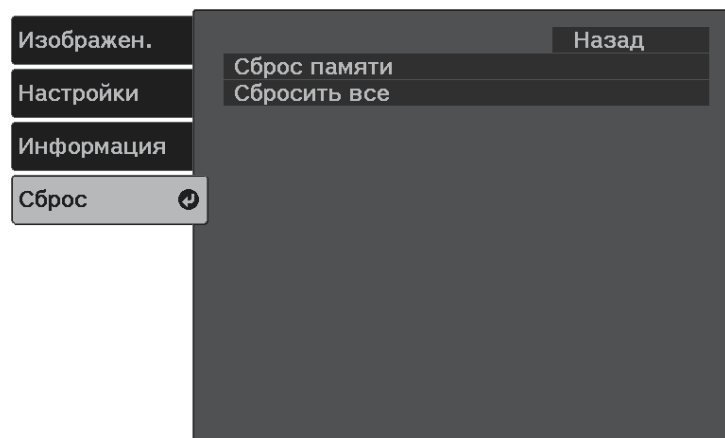 Изображен.
Настройки
Информация
Сброс
Назад
Сброс памяти
Сбросить все